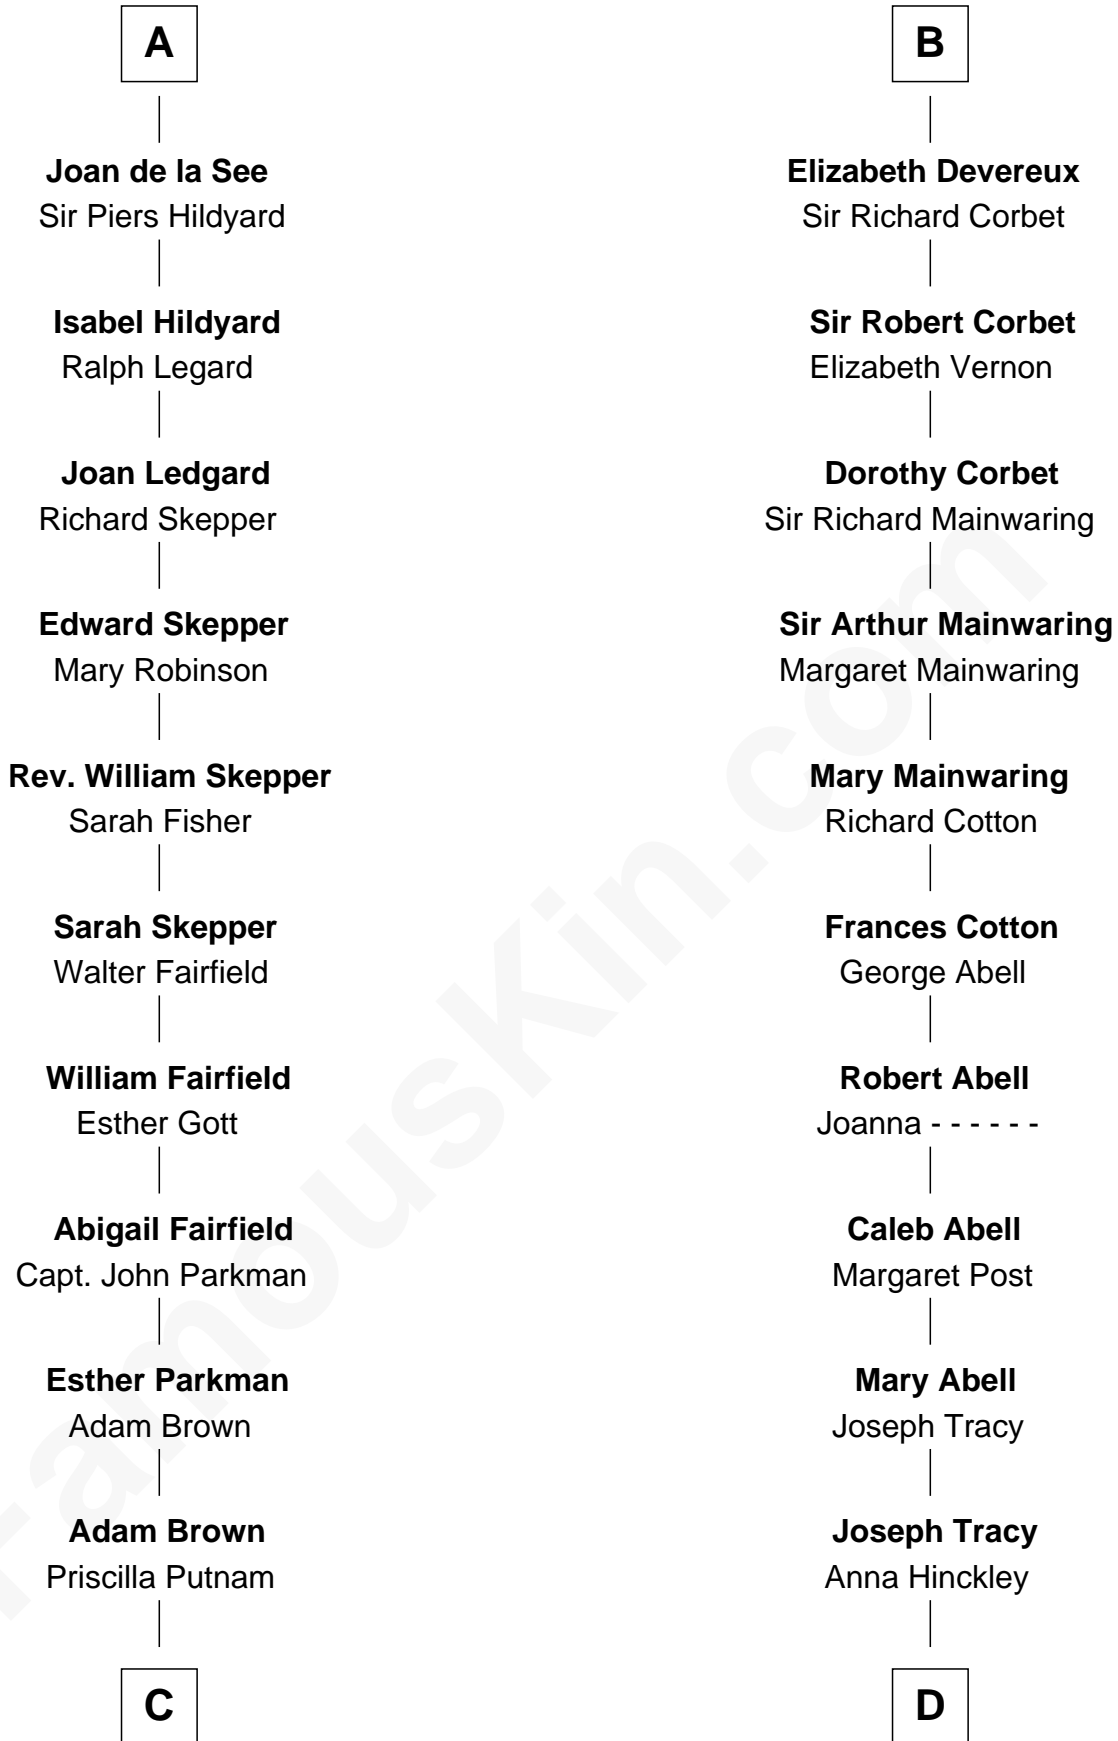 A
Joan de la See
Sir Piers Hildyard
Isabel Hildyard
Ralph Legard
Joan Ledgard
Richard Skepper
Edward Skepper
Mary Robinson
Rev. William Skepper
Sarah Fisher
Sarah Skepper
Walter Fairfield
William Fairfield
Esther Gott
Abigail Fairfield
Capt. John Parkman
Esther Parkman
Adam Brown
Adam Brown
Priscilla Putnam
C
B
Elizabeth Devereux
Sir Richard Corbet
Sir Robert Corbet
Elizabeth Vernon
Dorothy Corbet
Sir Richard Mainwaring
Sir Arthur Mainwaring
Margaret Mainwaring
Mary Mainwaring
Richard Cotton
Frances Cotton
George Abell
Robert Abell
Joanna - - - - - -
Caleb Abell
Margaret Post
Mary Abell
Joseph Tracy
Joseph Tracy
Anna Hinckley
D
FamousKin.com